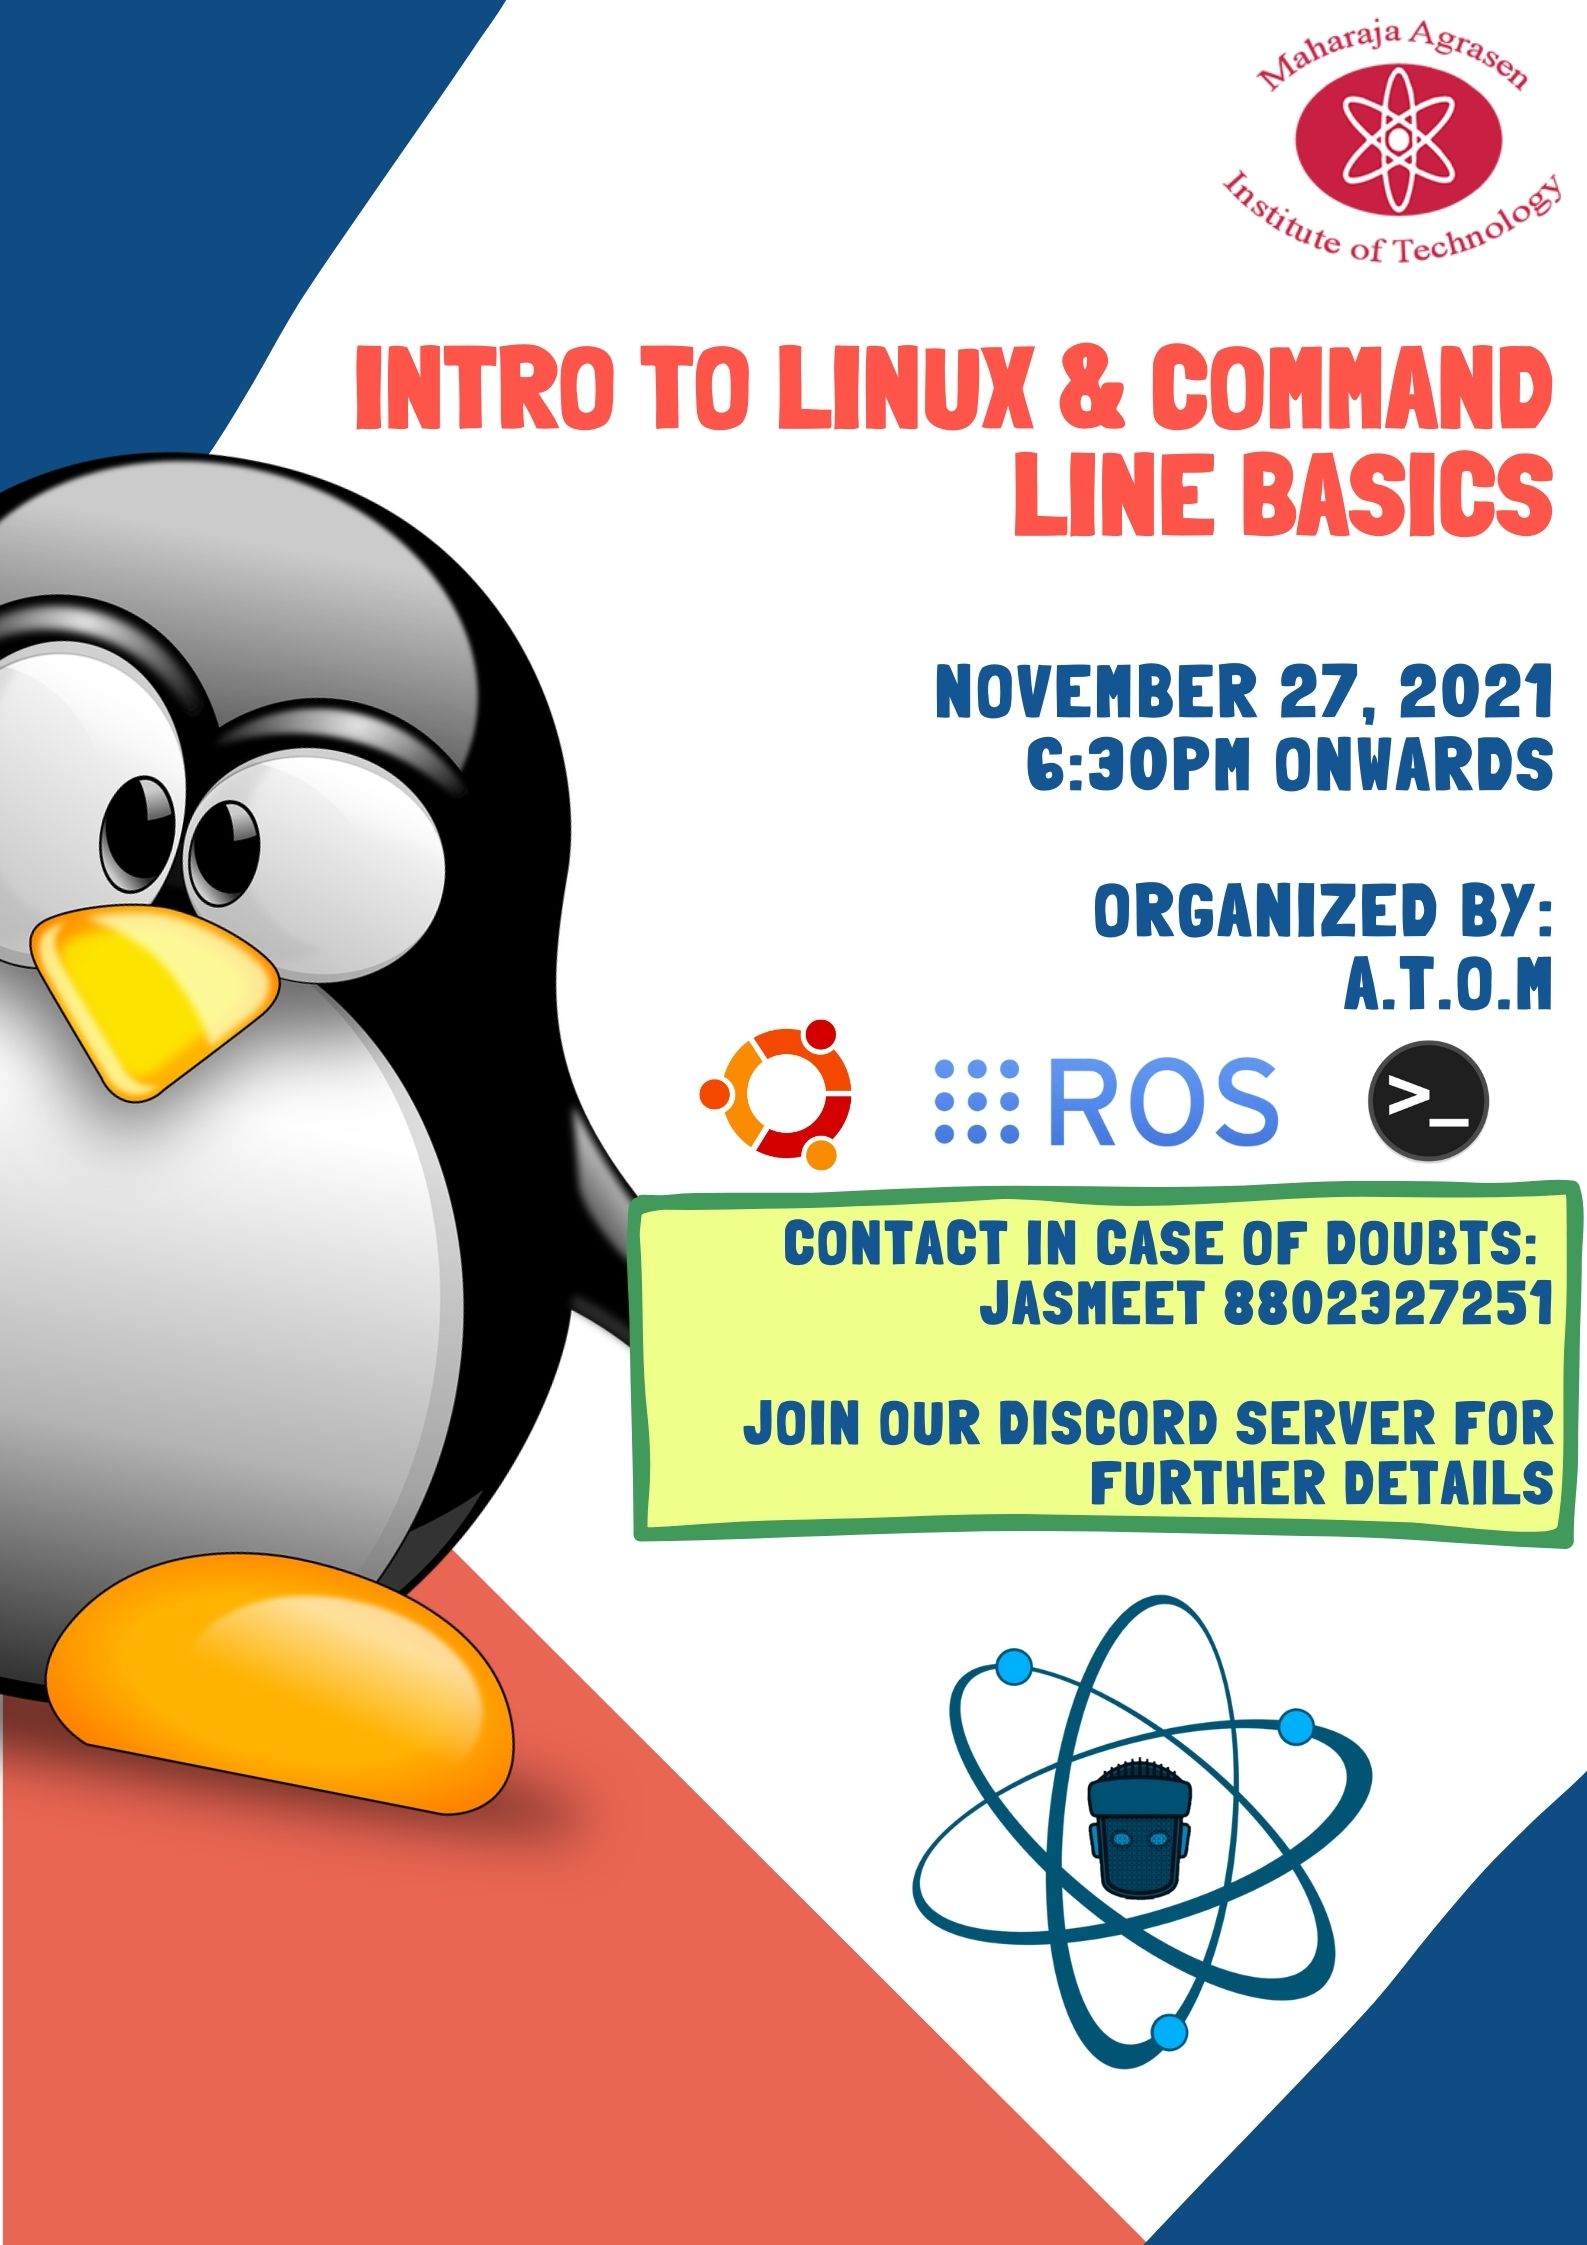 Maharaja Agrasen
Institute of Technology
INTRO TO LINUX & COMMAND
LINE BASICS
NOVEMBER 27, 2021
6:30PM ONWARDS
ORGANIZED BY:
A.T.O.M
ROS
>_
CONTACT IN CASE OF DOUBTS:
JASMEET 8802327251
JOIN OUR DISCORD SERVER FOR
FURTHER DETAILS